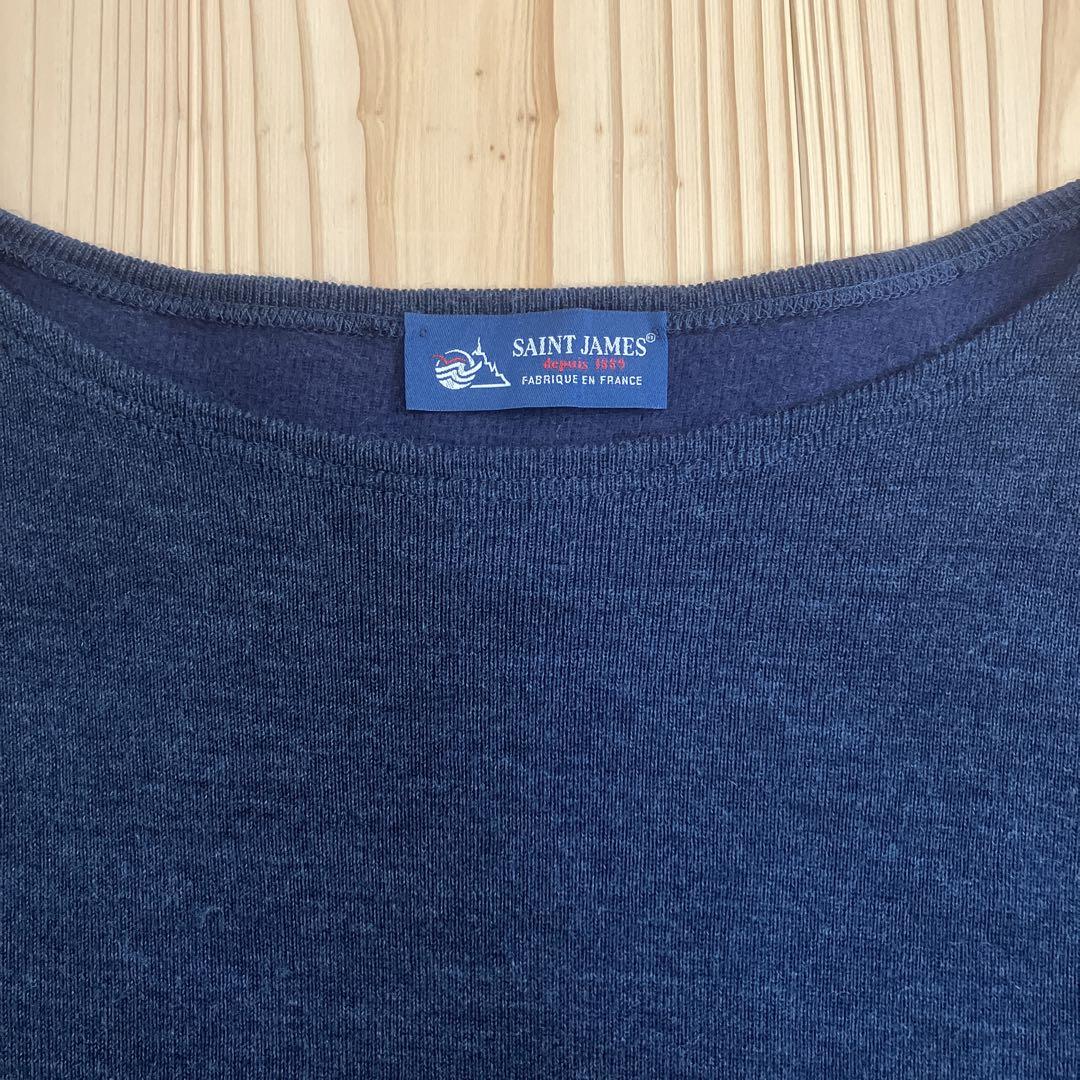 SAINT JAMES®
depuis 1889
FABRIQUE EN FRANCE